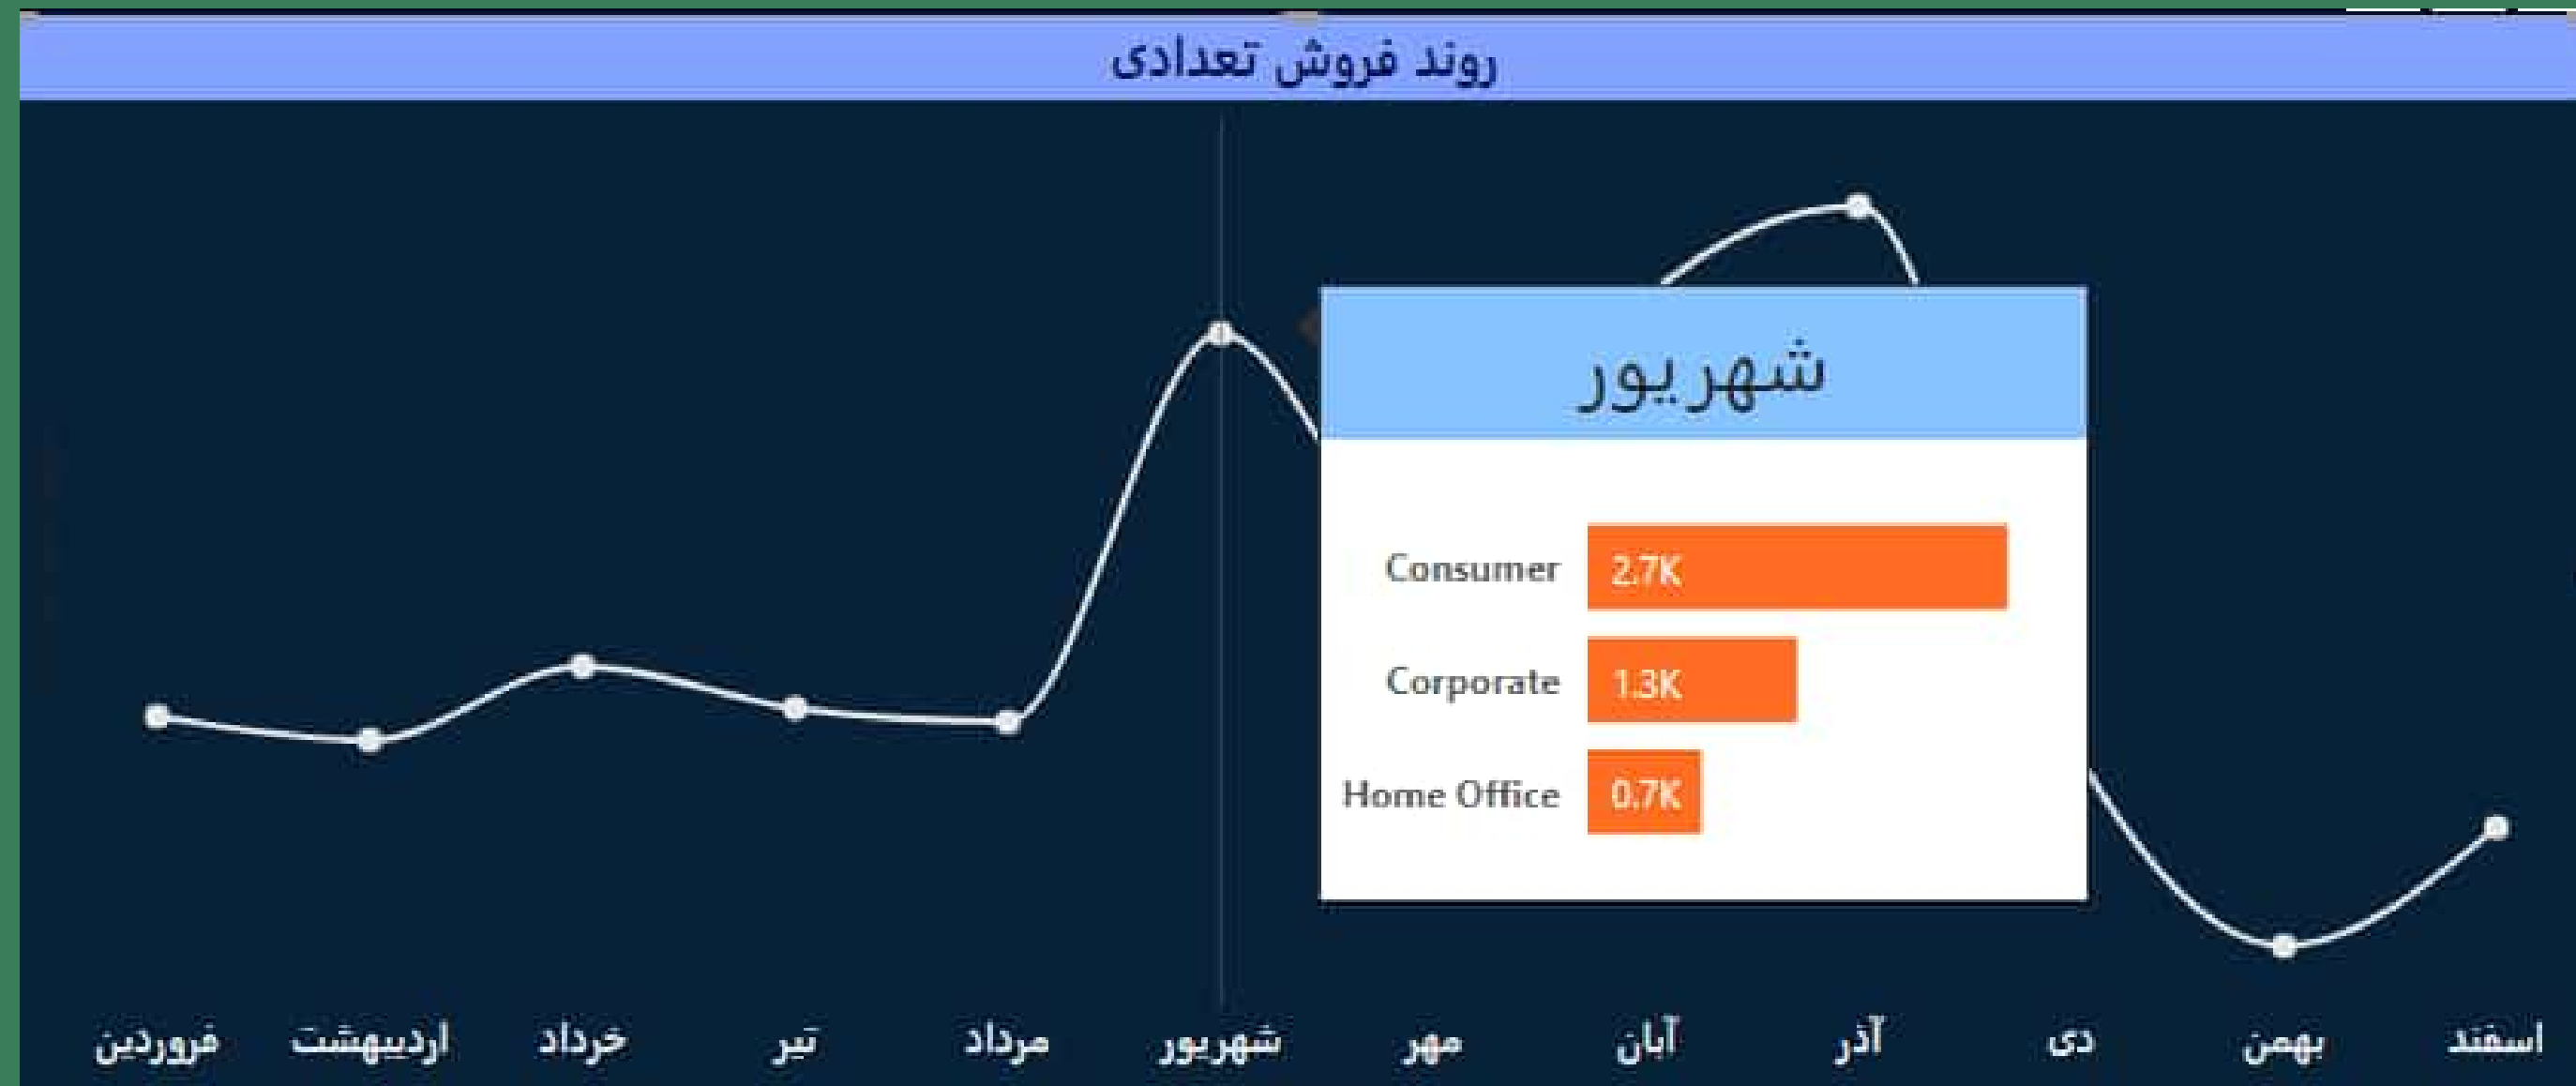 روند فروش تعدادی
شهریور
Consumer 2.7K
Corporate 1.3K
Home Office 0.7K
فروردین اردیبهشت خرداد تیر مرداد شهریور مهر آبان آذر دی بهمن اسفند